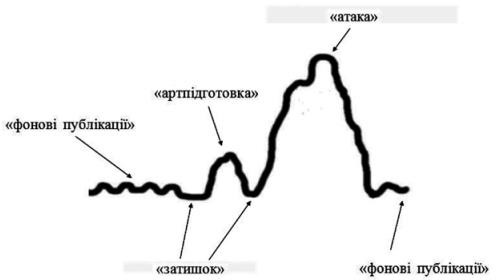 «атака»
«артпідготовка»
«фонові публікації»
«затишок»
«фонові публікації»